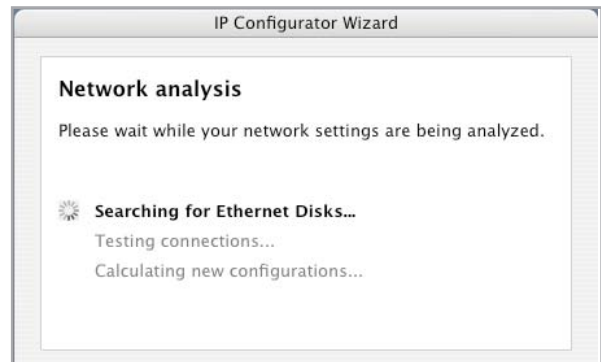 IP Configurator Wizard
Network analysis
Please wait while your network settings are being analyzed.
Searching for Ethernet Disks...
Testing connections...
Calculating new configurations...